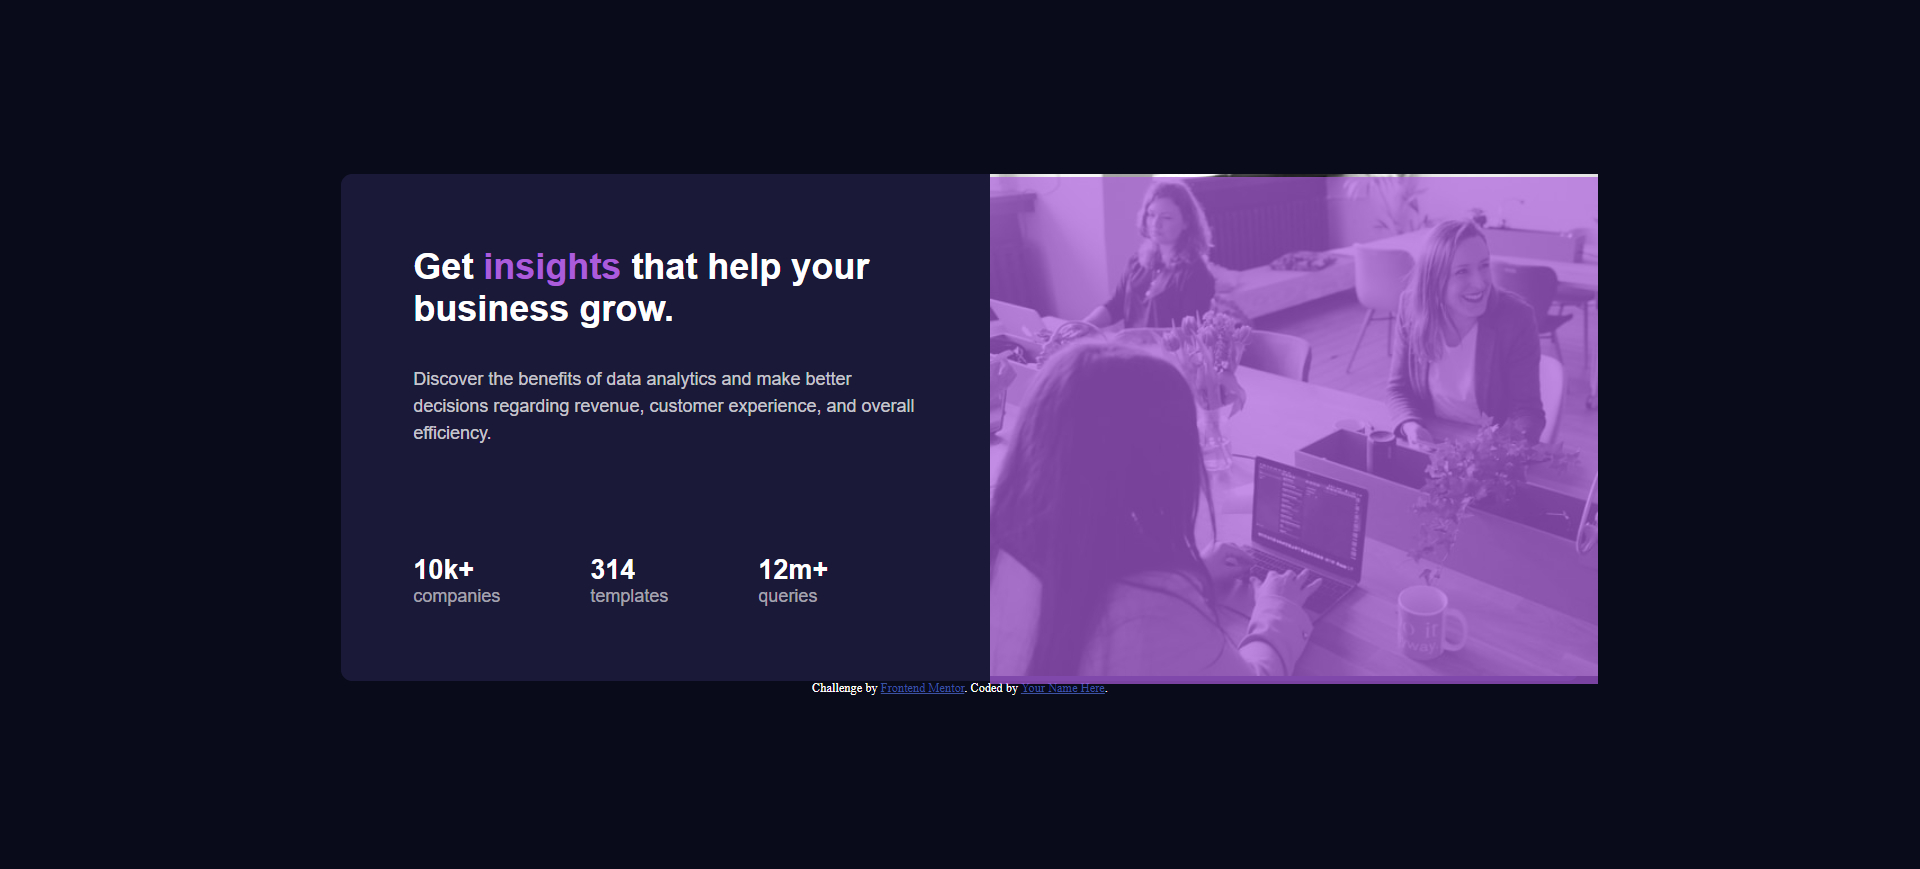 Get insights that help your
business grow.
Discover the benefits of data analytics and make better
decisions regarding revenue, customer experience, and overall
efficiency.
10k+
companies
314
templates
12m+
queries
Challenge by Frontend Mentor. Coded by Your Name Here.